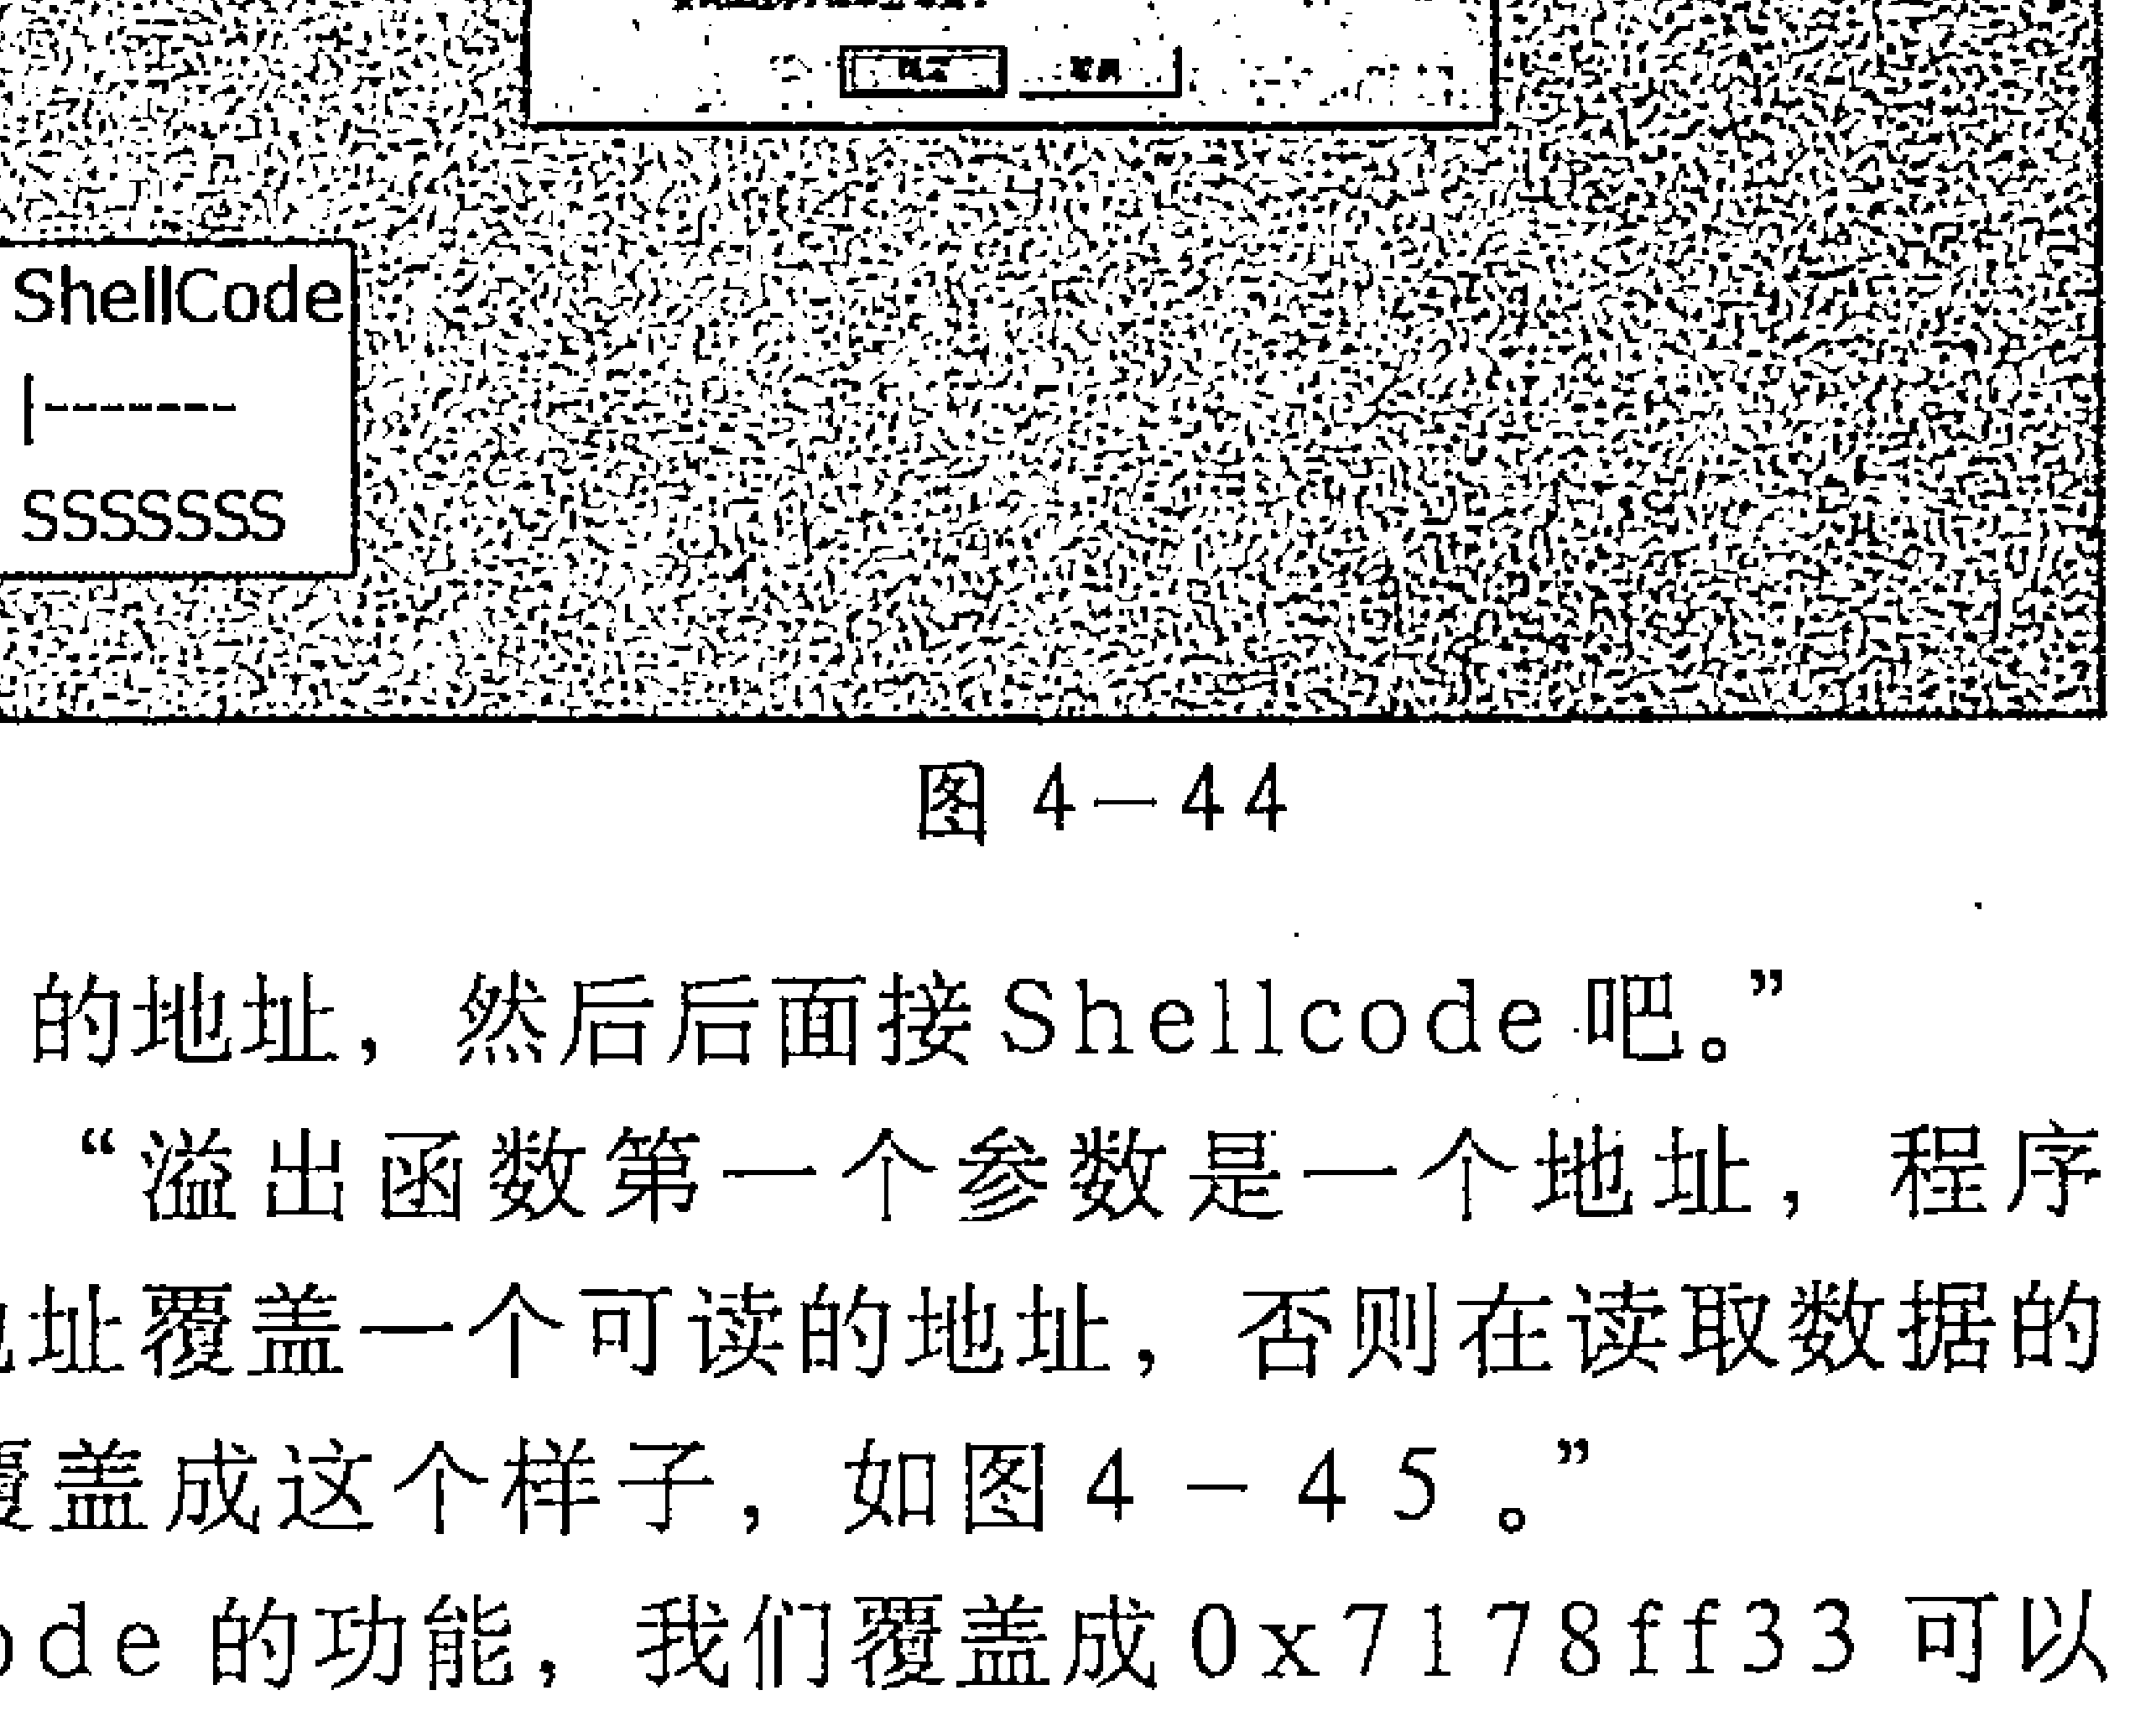 ShellCode
|-------
SSSSSSS
图 4－44
的地址，然后后面接Shellcode吧。”
“溢出函数第一个参数是一个地址，程序
址覆盖一个可读的地址，否则在读取数据的
覆盖成这个样子，如图4－45。”
ode的功能，我们覆盖成0x7178ff33可以